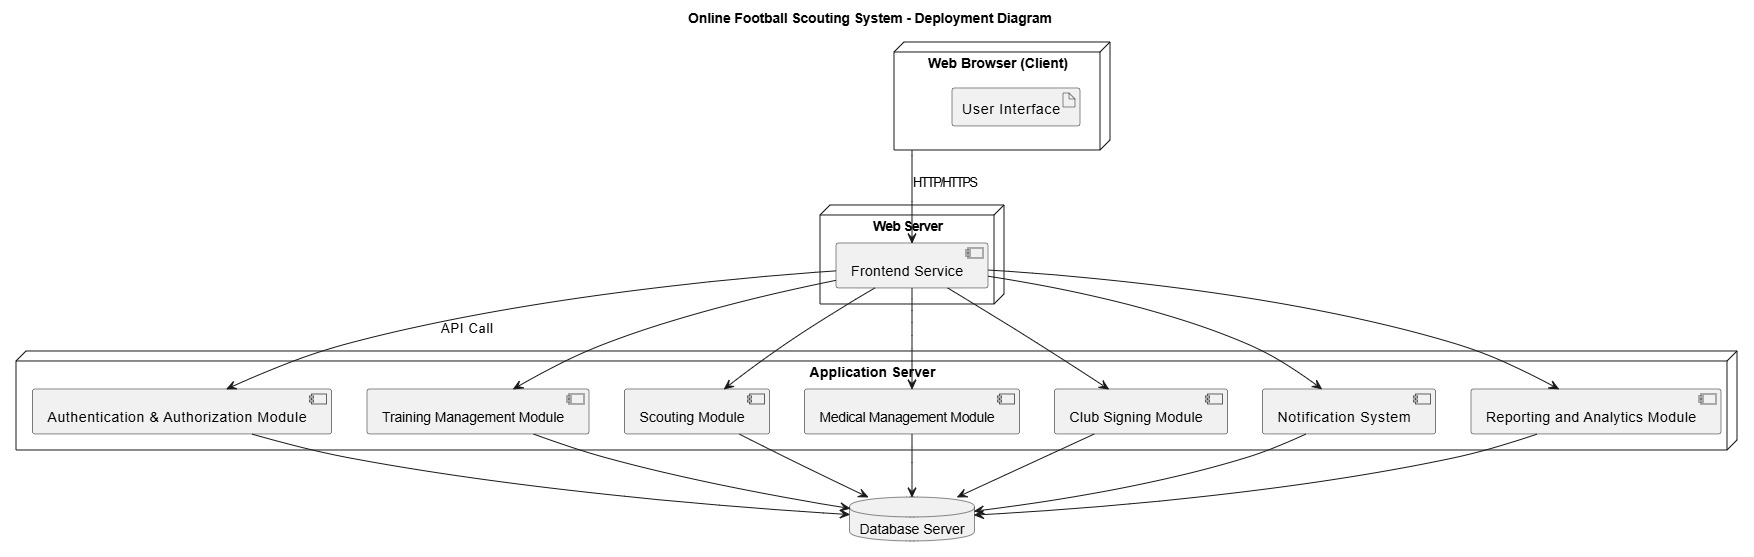 Online Football Scouting System - Deployment Diagram
Web Browser (Client)
User Interface
HTTP/HTTPS
Web Server
Frontend Service
API Call
Application Server
Authentication & Authorization Module
Training Management Module
Scouting Module
Medical Management Module
Club Signing Module
Notification System
Reporting and Analytics Module
Database Server